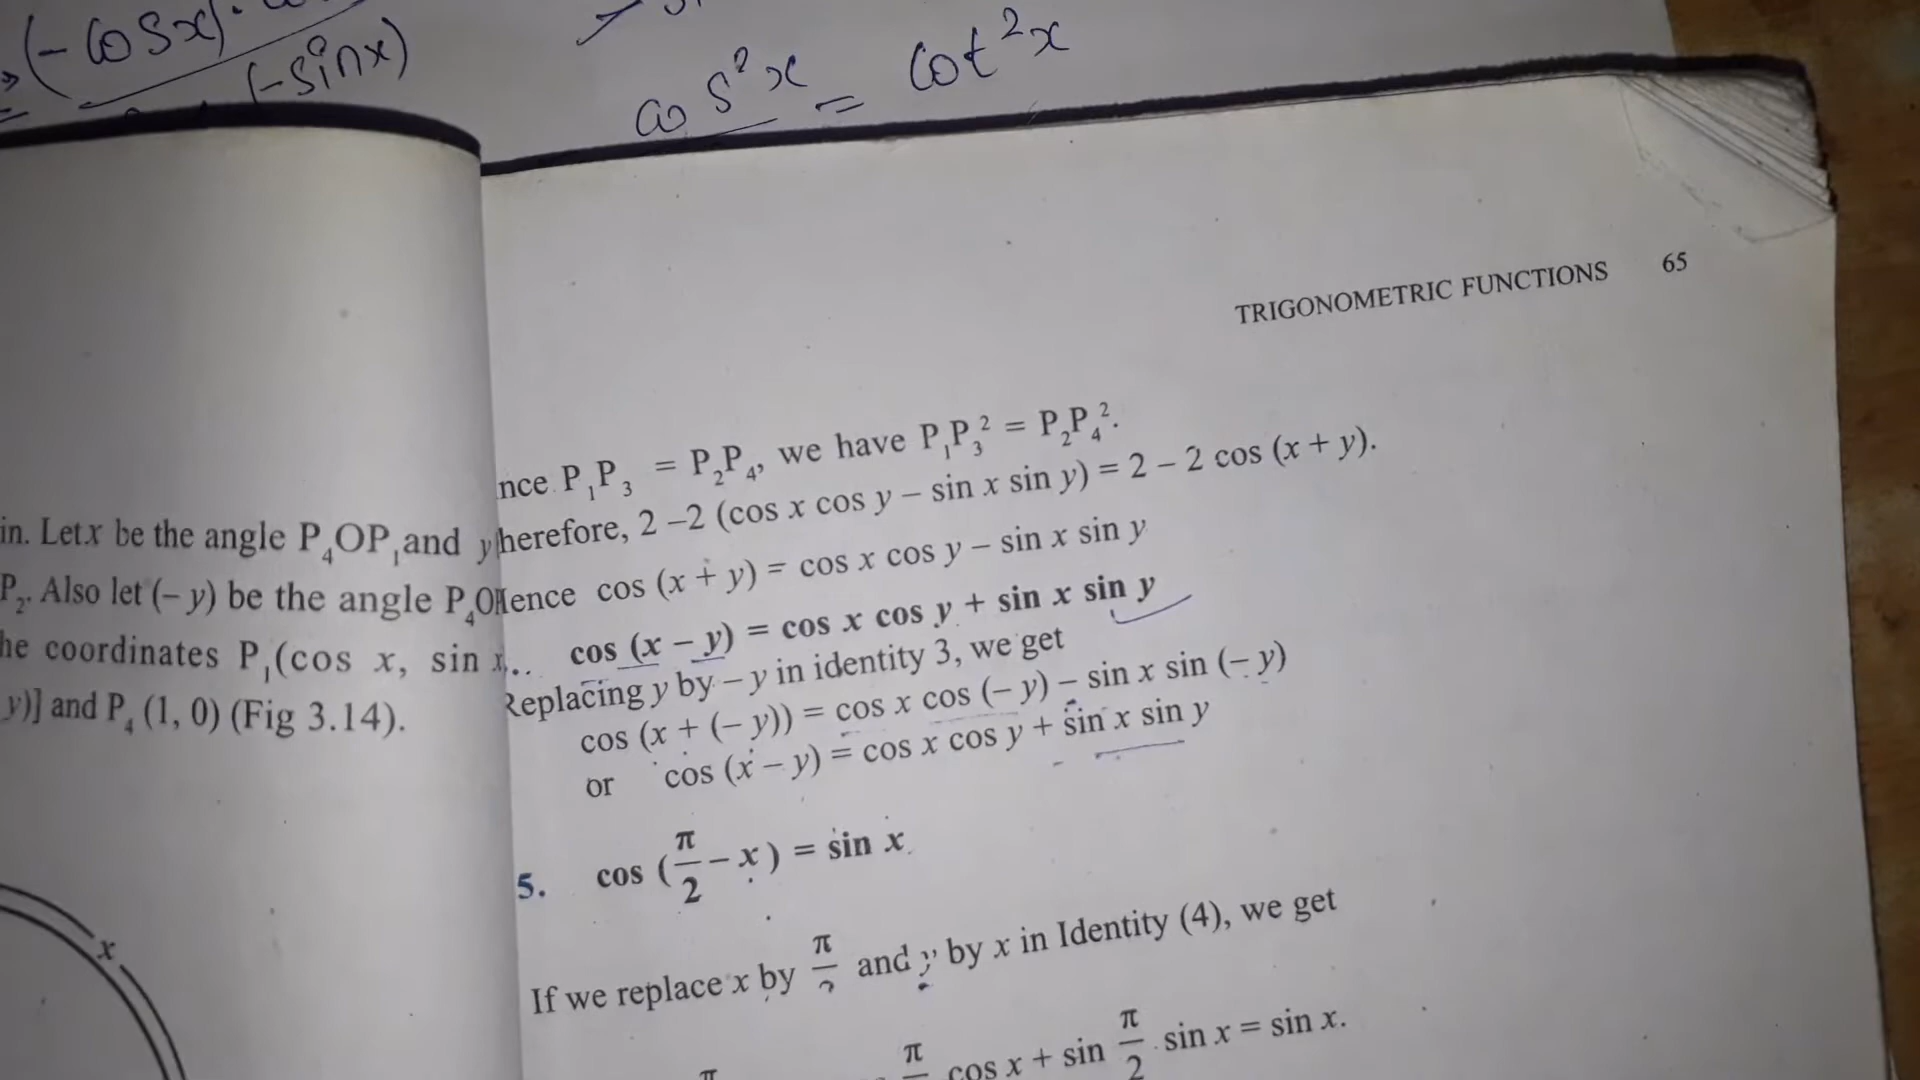 (- cosx) .
(-sinx)
cos²x = cot²x
TRIGONOMETRIC FUNCTIONS 65
in. Let x be the angle P₄OP₁ and y
P₂. Also let (– y) be the angle P₄O
he coordinates P₁(cos x, sin x
y)] and P₄ (1, 0) (Fig 3.14).
x
nce P₁P₃ = P₂P₄, we have P₁P₃² = P₂P₄².
herefore, 2 –2 (cos x cos y – sin x sin y) = 2 – 2 cos (x + y).
Hence cos (x + y) = cos x cos y – sin x sin y
cos (x – y) = cos x cos y + sin x sin y
Replacing y by – y in identity 3, we get
cos (x + (– y)) = cos x cos (– y) – sin x sin (– y)
or cos (x – y) = cos x cos y + sin x sin y
5. cos (π/2 – x) = sin x
If we replace x by π/2 and y by x in Identity (4), we get
π π cos x + sin π/2 sin x = sin x.